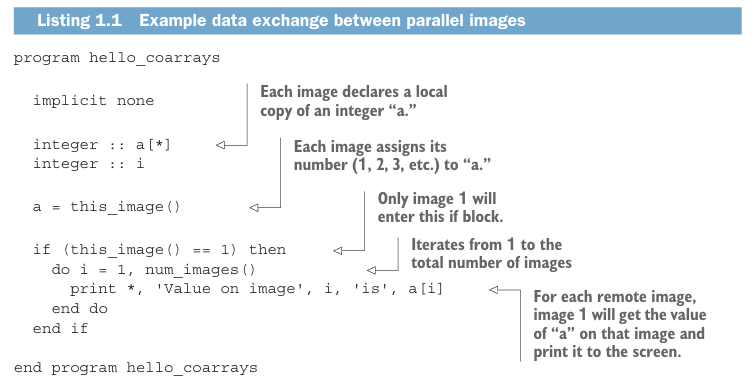 Listing 1.1 Example data exchange between parallel images
program hello_coarrays
Each image declares a local
copy of an integer “a.”
implicit none
integer :: a[*]
integer :: i
Each image assigns its
number (1, 2, 3, etc.) to “a.”
a = this_image()
Only image 1 will
enter this if block.
if (this_image() == 1) then
Iterates from 1 to the
total number of images
do i = 1, num_images()
print *, 'Value on image', i, 'is', a[i]
For each remote image,
image 1 will get the value
of “a” on that image and
print it to the screen.
end do
end if
end program hello_coarrays